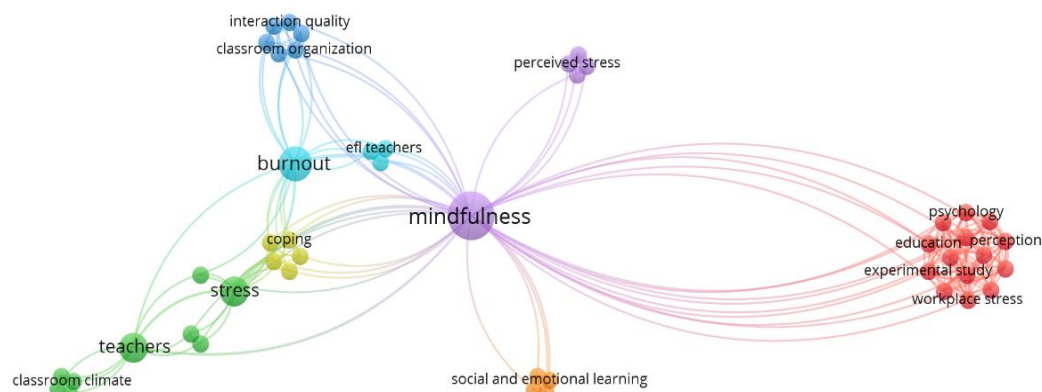 interaction quality
classroom organization
perceived stress
efl teachers
burnout
mindfulness
psychology
coping
education
perception
experimental study
stress
workplace stress
teachers
classroom climate
social and emotional learning